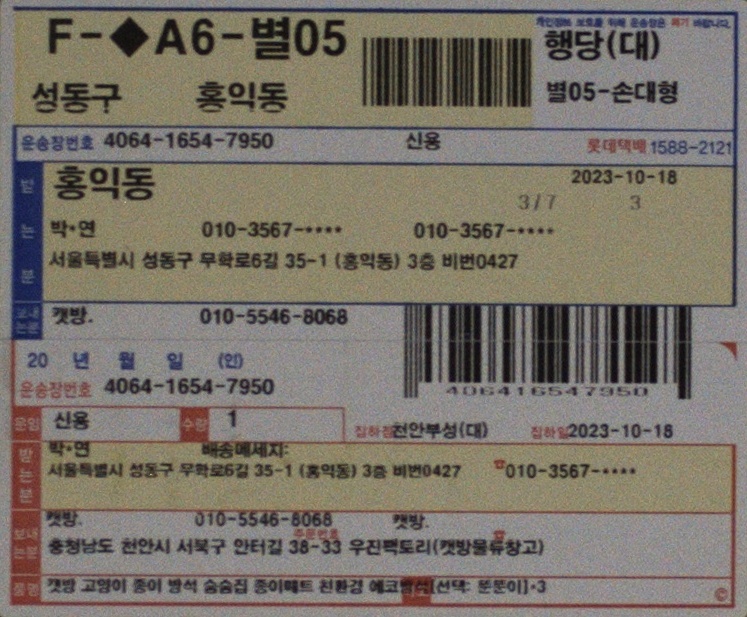 개인정보 보호를 위해 운송장은 폐기 바랍니다.
F-◆A6-별05
행당(대)
성동구 홍익동
별05-손대형
운송장번호 4064-1654-7950 신용 롯데택배 1588-2121
받는분
홍익동
2023-10-18
3/7 3
박*연 010-3567-**** 010-3567-****
서울특별시 성동구 무학로6길 35-1 (홍익동) 3층 비번0427
보내는분 캣방. 010-5546-8068
20 년 월 일 (인)
운송장번호 4064-1654-7950
406416547950
운임 신용 수량 1
집하점천안부성(대) 집하일2023-10-18
받는분
박*연 배송메세지:
서울특별시 성동구 무학로6길 35-1 (홍익동) 3층 비번0427 ☎010-3567-****
보내는분
캣방. 010-5546-8068 캣방.
주문번호
충청남도 천안시 서북구 안터길 38-33 우진팩토리(캣방물류창고) ☎
품명 캣방 고양이 종이 방석 숨숨집 종이매트 친환경 에코방석[선택: 뚠뚠이]*3
©